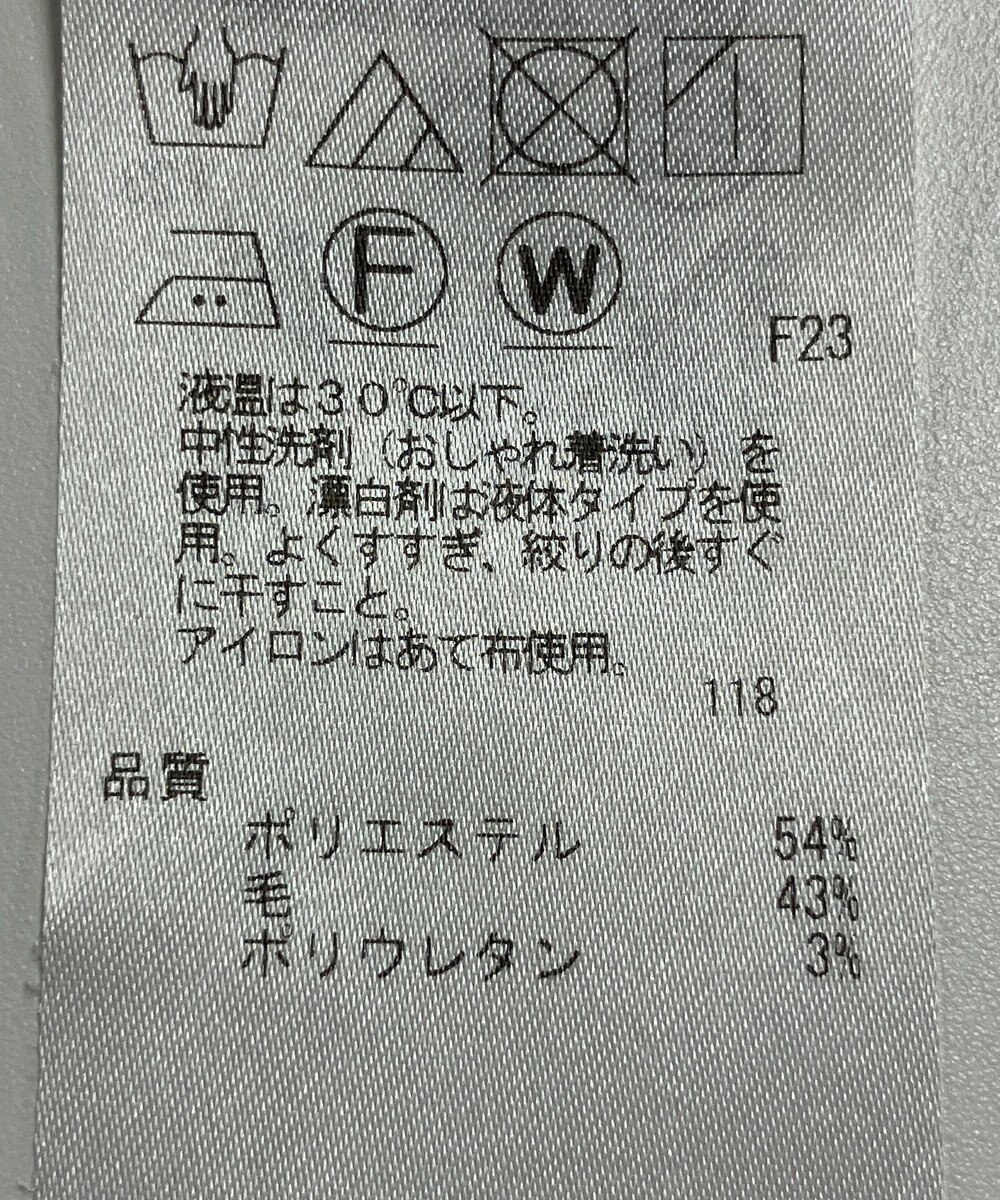 F W
F23
液温は30℃以下。
中性洗剤(おしゃれ着洗い)を
使用。漂白剤は液体タイプを使
用。よくすすぎ、絞りの後すぐ
に干すこと。
アイロンはあて布使用。
118
品質
ポリエステル 54%
毛 43%
ポリウレタン 3%